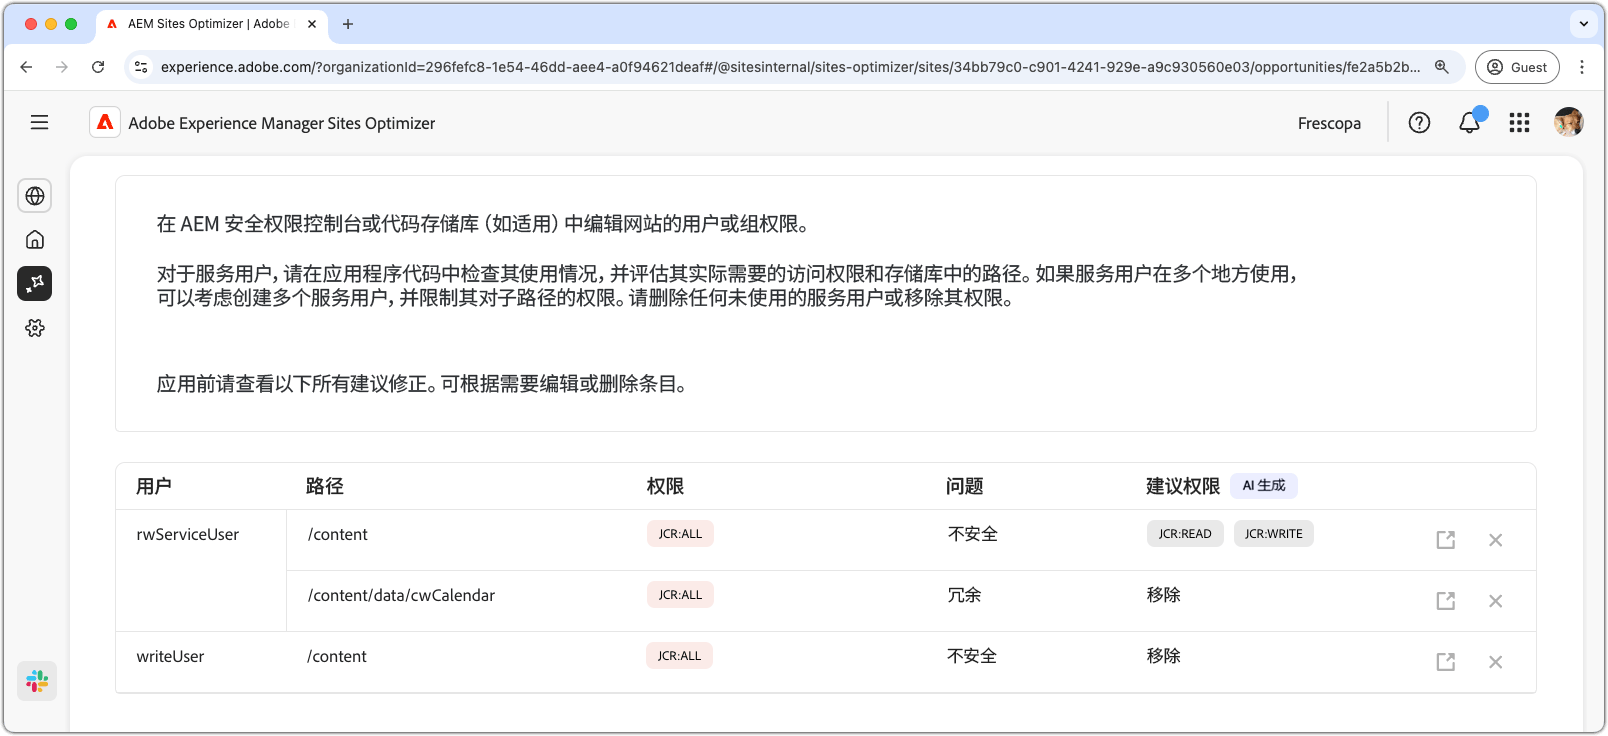 AEM Sites Optimizer | Adobe
experience.adobe.com/?organizationId=296fefc8-1e54-46dd-aee4-a0f94621deaf#/@sitesinternal/sites-optimizer/sites/34bb79c0-c901-4241-929e-a9c930560e03/opportunities/fe2a5b2b...
Guest
Adobe Experience Manager Sites Optimizer
Frescopa
在 AEM 安全权限控制台或代码存储库（如适用）中编辑网站的用户或组权限。
对于服务用户，请在应用程序代码中检查其使用情况，并评估其实际需要的访问权限和存储库中的路径。如果服务用户在多个地方使用，
可以考虑创建多个服务用户，并限制其对子路径的权限。请删除任何未使用的服务用户或移除其权限。
应用前请查看以下所有建议修正。可根据需要编辑或删除条目。
用户 路径 权限 问题 建议权限 AI 生成
rwServiceUser /content JCR:ALL 不安全 JCR:READ JCR:WRITE
/content/data/cwCalendar JCR:ALL 冗余 移除
writeUser /content JCR:ALL 不安全 移除